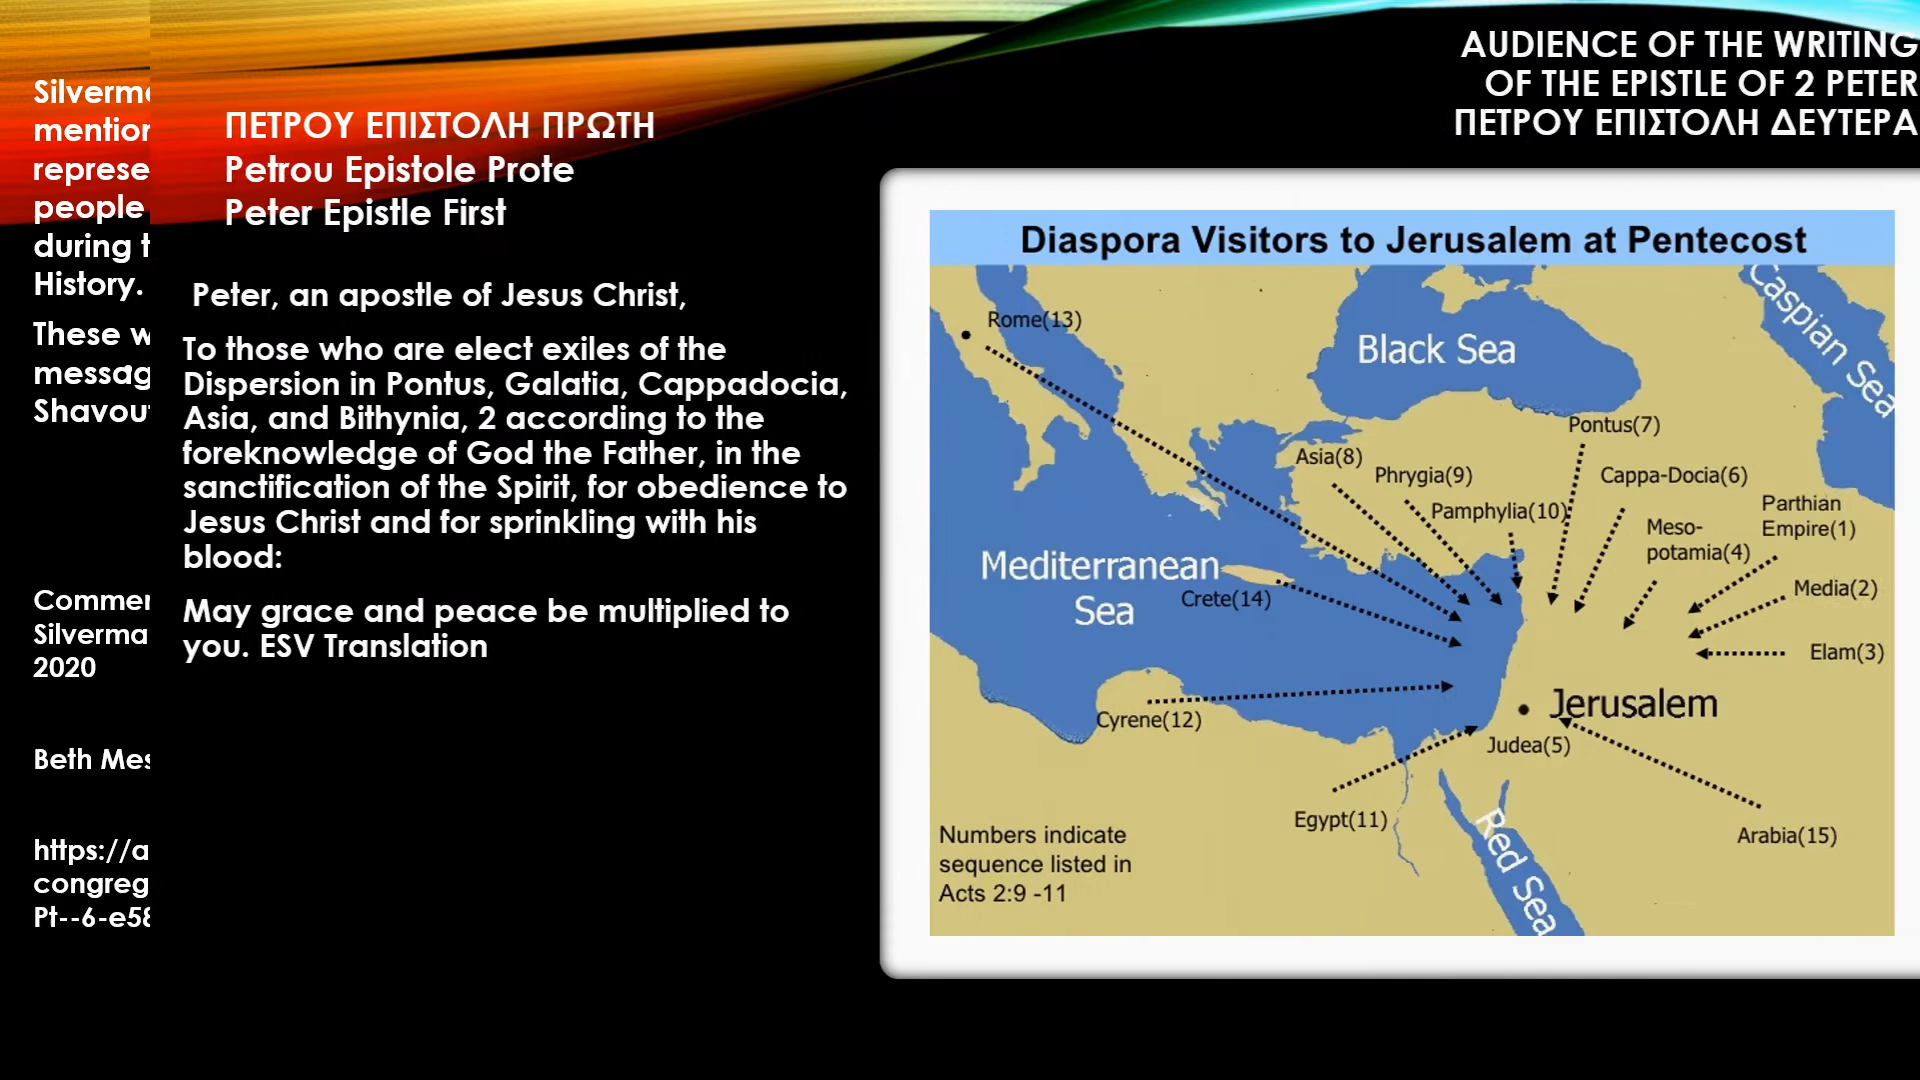 AUDIENCE OF THE WRITING
OF THE EPISTLE OF 2 PETER
ΠΕΤΡΟΥ ΕΠΙΣΤΟΛΗ ΔΕΥΤΕΡΑ
people
during
History.
These
2020
Beth
ΠΕΤΡΟΥ ΕΠΙΣΤΟΛΗ ΠΡΩΤΗ
Petrou Epistole Prote
Peter Epistle First
Peter, an apostle of Jesus Christ,
To those who are elect exiles of the
Dispersion in Pontus, Galatia, Cappadocia,
Asia, and Bithynia, 2 according to the
foreknowledge of God the Father, in the
sanctification of the Spirit, for obedience to
Jesus Christ and for sprinkling with his
blood:
May grace and peace be multiplied to
you. ESV Translation
Diaspora Visitors to Jerusalem at Pentecost
Caspian Sea
Rome(13)
Black Sea
Pontus(7)
Asia(8)
Phrygia(9)
Cappa-Docia(6)
Pamphylia(10)
Parthian
Empire(1)
Meso-
potamia(4)
Mediterranean
Sea
Crete(14)
Media(2)
Elam(3)
Jerusalem
Cyrene(12)
Judea(5)
Egypt(11)
Red Sea
Arabia(15)
Numbers indicate
sequence listed in
Acts 2:9 -11